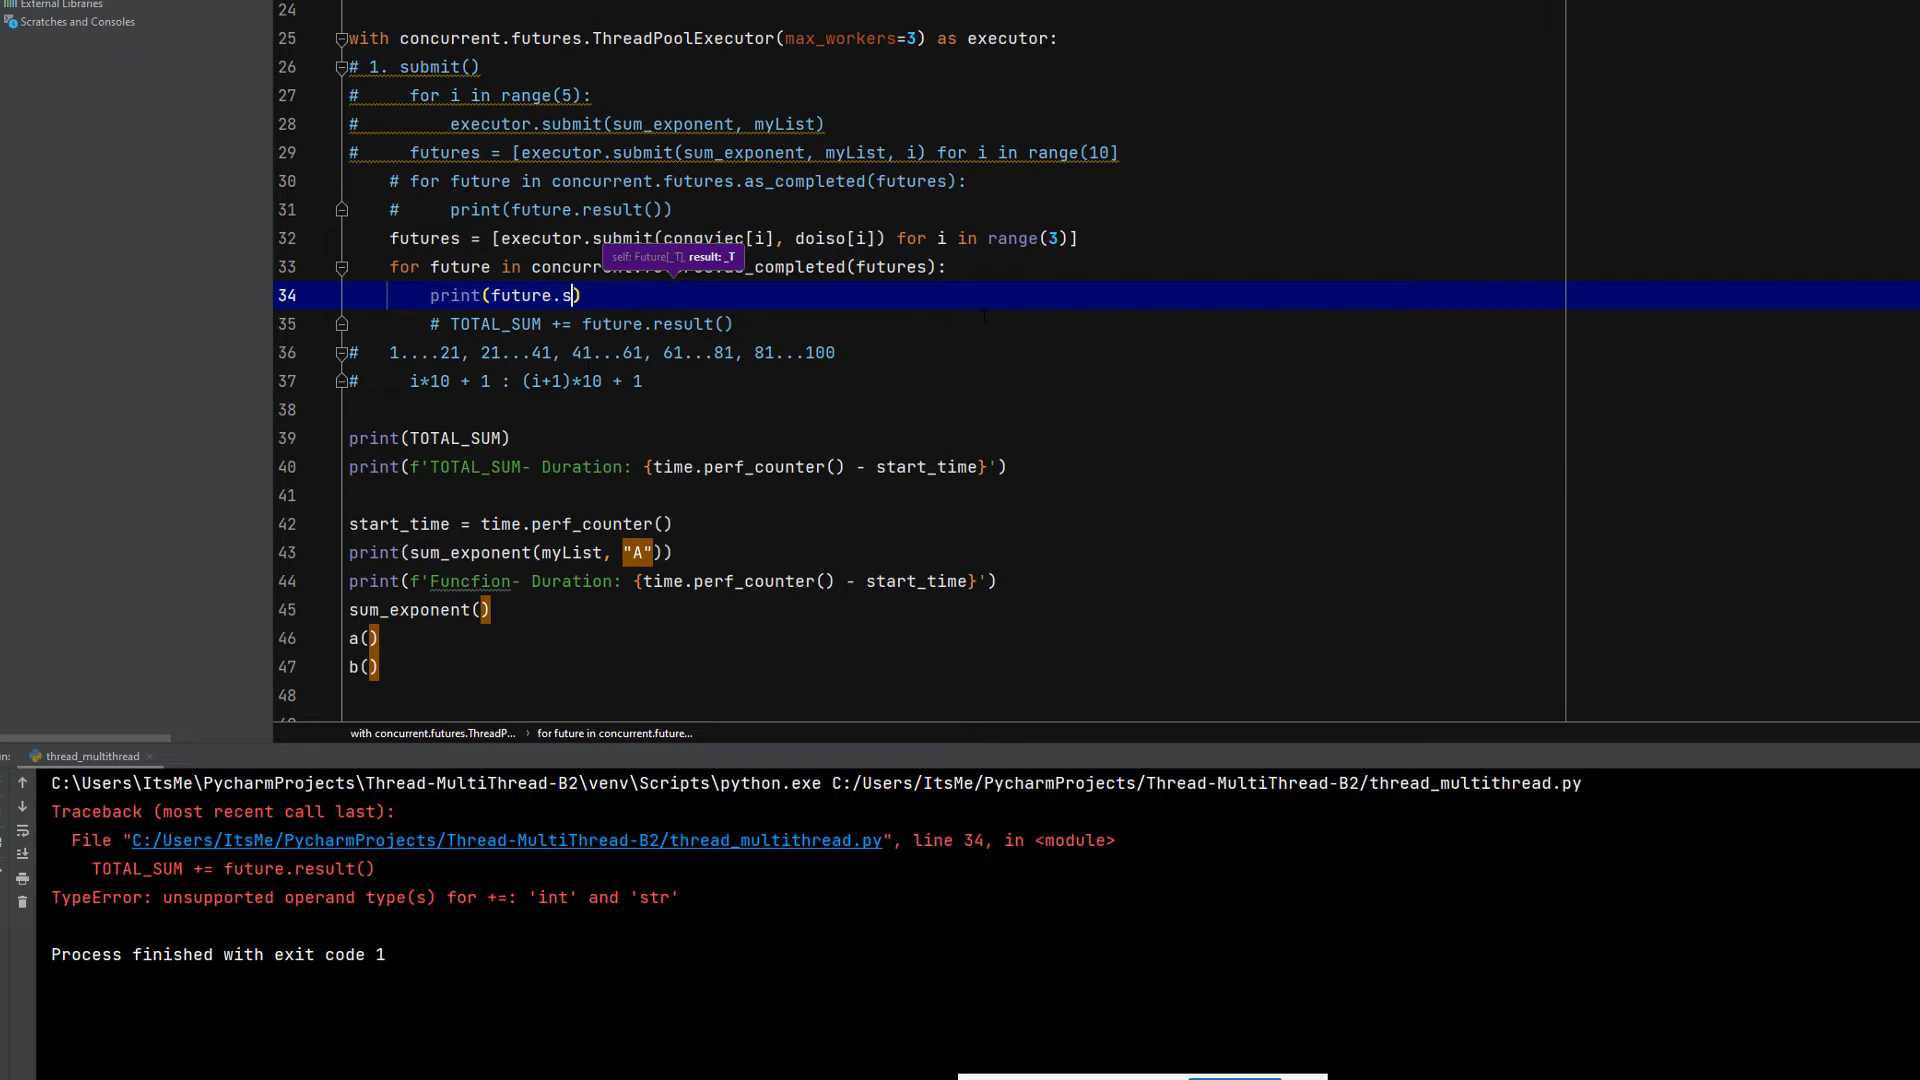 External Libraries
Scratches and Consoles
24
25 with concurrent.futures.ThreadPoolExecutor(max_workers=3) as executor:
26 # 1. submit()
27 #     for i in range(5):
28 #         executor.submit(sum_exponent, myList)
29 #     futures = [executor.submit(sum_exponent, myList, i) for i in range(10]
30     # for future in concurrent.futures.as_completed(futures):
31     #     print(future.result())
32     futures = [executor.submit(congviec[i], doiso[i]) for i in range(3)]
self: Future[_T], result: _T
33     for future in concurrent.futures.as_completed(futures):
34         print(future.s)
35         # TOTAL_SUM += future.result()
36 #   1....21, 21...41, 41...61, 61...81, 81...100
37 #     i*10 + 1 : (i+1)*10 + 1
38
39 print(TOTAL_SUM)
40 print(f'TOTAL_SUM- Duration: {time.perf_counter() - start_time}')
41
42 start_time = time.perf_counter()
43 print(sum_exponent(myList, "A"))
44 print(f'Funcfion- Duration: {time.perf_counter() - start_time}')
45 sum_exponent()
46 a()
47 b()
48
with concurrent.futures.ThreadP... › for future in concurrent.future...
n: thread_multithread ×
C:\Users\ItsMe\PycharmProjects\Thread-MultiThread-B2\venv\Scripts\python.exe C:/Users/ItsMe/PycharmProjects/Thread-MultiThread-B2/thread_multithread.py
Traceback (most recent call last):
  File "C:/Users/ItsMe/PycharmProjects/Thread-MultiThread-B2/thread_multithread.py", line 34, in <module>
    TOTAL_SUM += future.result()
TypeError: unsupported operand type(s) for +=: 'int' and 'str'
Process finished with exit code 1